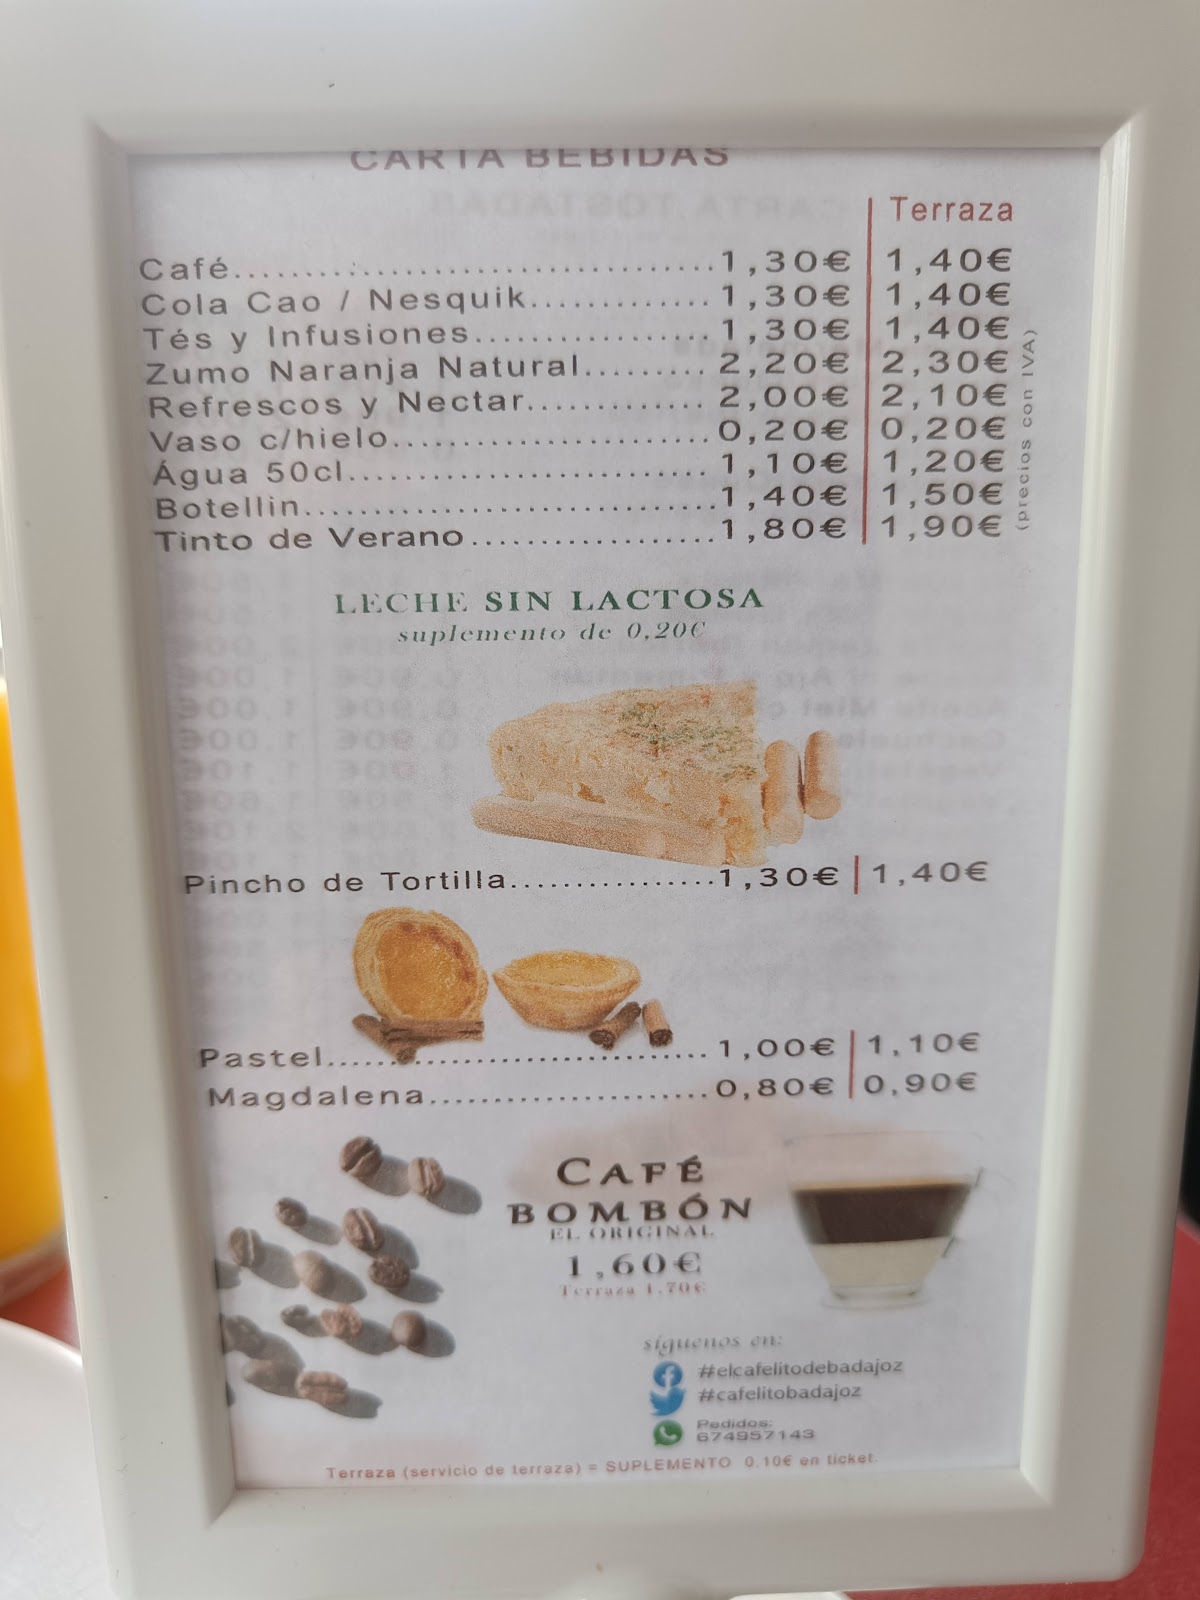 CARTA BEBIDAS
Terraza
Café..................................1,30€ | 1,40€
Cola Cao / Nesquik.............1,30€ | 1,40€
Tés y Infusiones.................1,30€ | 1,40€
Zumo Naranja Natural.........2,20€ | 2,30€
Refrescos y Nectar.............2,00€ | 2,10€
Vaso c/hielo.......................0,20€ | 0,20€
Água 50cl..........................1,10€ | 1,20€
Botellin..............................1,40€ | 1,50€
Tinto de Verano..................1,80€ | 1,90€
(precios con IVA)
LECHE SIN LACTOSA
suplemento de 0,20€
Pincho de Tortilla................1,30€ | 1,40€
Pastel................................1,00€ | 1,10€
Magdalena.....................0,80€ | 0,90€
CAFÉ
BOMBÓN
EL ORIGINAL
1,60€
Terraza 1.70€
síguenos en:
#elcafelitodebadajoz
#cafelitobadajoz
Pedidos:
674957143
Terraza (servicio de terraza) = SUPLEMENTO 0.10€ en ticket.